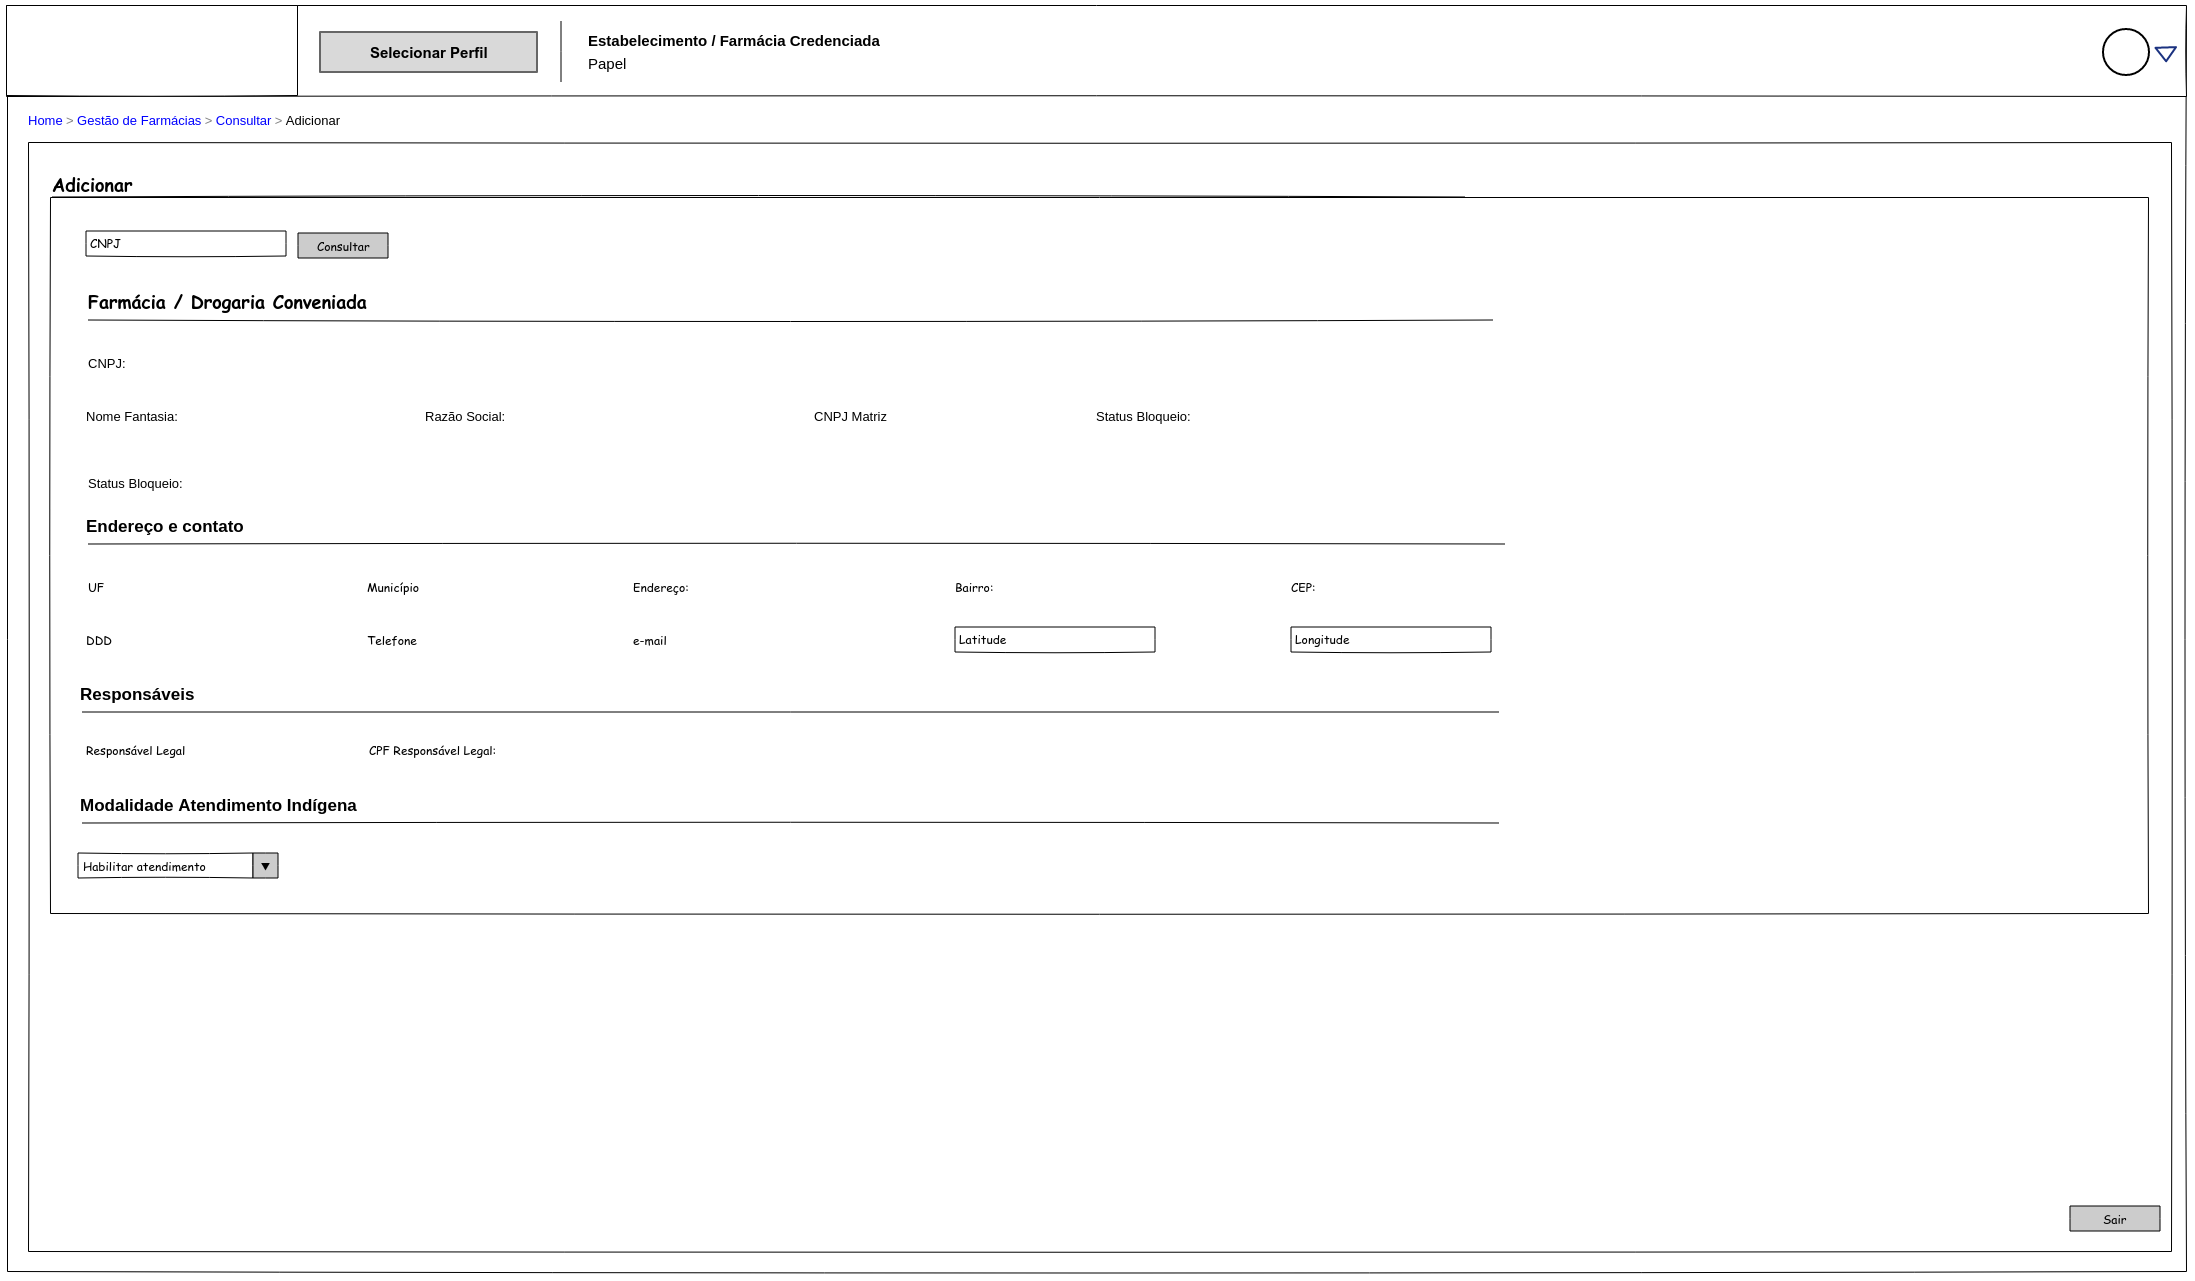 Selecionar Perfil
Estabelecimento / Farmácia Credenciada
Papel
Home > Gestão de Farmácias > Consultar > Adicionar
Adicionar
CNPJ Consultar
Farmácia / Drogaria Conveniada
CNPJ:
Nome Fantasia: Razão Social: CNPJ Matriz Status Bloqueio:
Status Bloqueio:
Endereço e contato
UF Município Endereço: Bairro: CEP:
DDD Telefone e-mail Latitude Longitude
Responsáveis
Responsável Legal CPF Responsável Legal:
Modalidade Atendimento Indígena
Habilitar atendimento
Sair